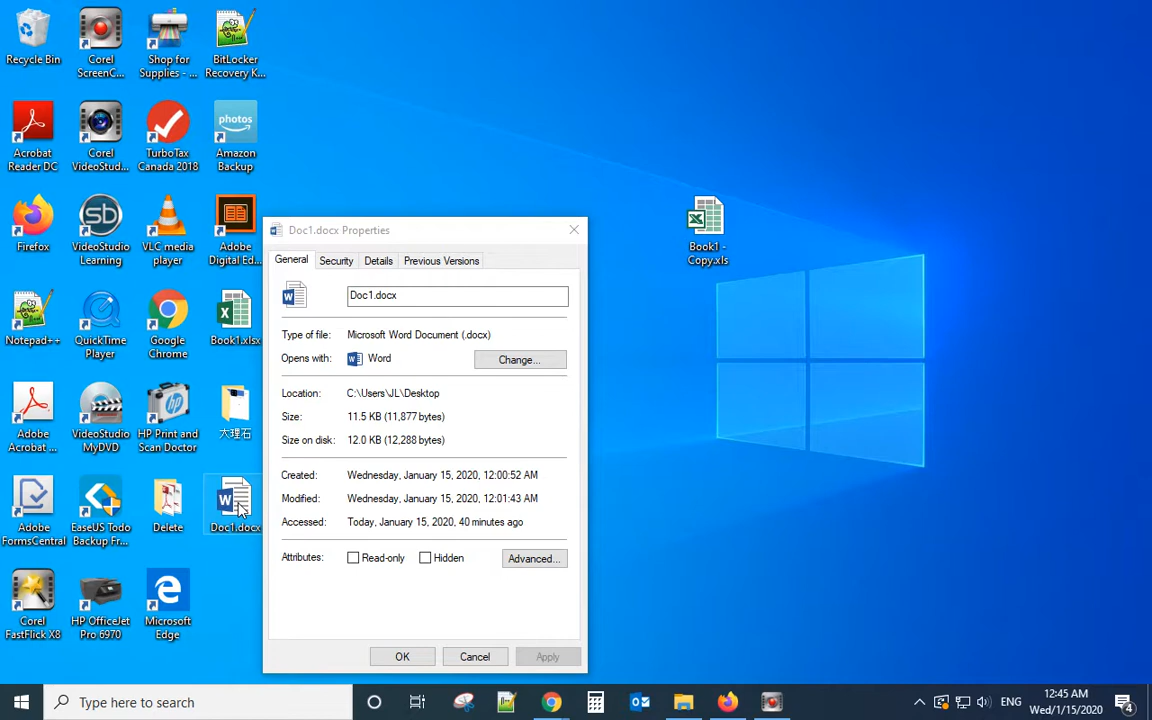 Recycle Bin
Corel
ScreenC...
Shop for
Supplies - ...
BitLocker
Recovery K...
Acrobat
Reader DC
Corel
VideoStud...
TurboTax
Canada 2018
photos
Amazon
Backup
Firefox
sb
VideoStudio
Learning
VLC media
player
Adobe
Digital Ed...
Notepad++
QuickTime
Player
Google
Chrome
Book1.xlsx
Adobe
Acrobat ...
VideoStudio
MyDVD
HP Print and
Scan Doctor
大理石
Adobe
FormsCentral
EaseUS Todo
Backup Fr...
Delete
Doc1.docx
Corel
FastFlick X8
HP OfficeJet
Pro 6970
Microsoft
Edge
Book1 -
Copy.xls
Doc1.docx Properties
General Security Details Previous Versions
Doc1.docx
Type of file: Microsoft Word Document (.docx)
Opens with: Word Change...
Location: C:\Users\JL\Desktop
Size: 11.5 KB (11,877 bytes)
Size on disk: 12.0 KB (12,288 bytes)
Created: Wednesday, January 15, 2020, 12:00:52 AM
Modified: Wednesday, January 15, 2020, 12:01:43 AM
Accessed: Today, January 15, 2020, 40 minutes ago
Attributes: Read-only Hidden Advanced...
OK Cancel Apply
Type here to search
ENG
12:45 AM
Wed/1/15/2020
4